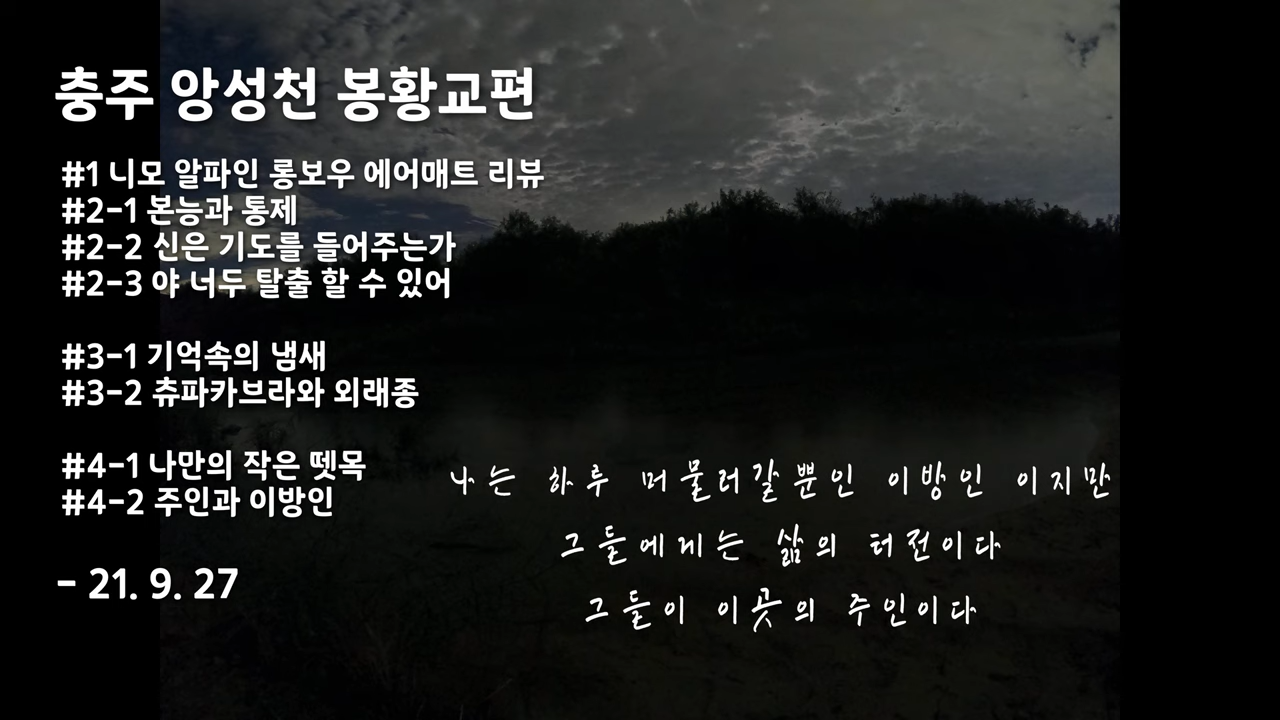 충주 앙성천 봉황교편
#1 니모 알파인 롱보우 에어매트 리뷰
#2-1 본능과 통제
#2-2 신은 기도를 들어주는가
#2-3 야 너두 탈출 할 수 있어
#3-1 기억속의 냄새
#3-2 츄파카브라와 외래종
#4-1 나만의 작은 뗏목
#4-2 주인과 이방인
- 21. 9. 27
나는 하루 머물러갈뿐인 이방인 이지만
그들에게는 삶의 터전이다
그들이 이곳의 주인이다